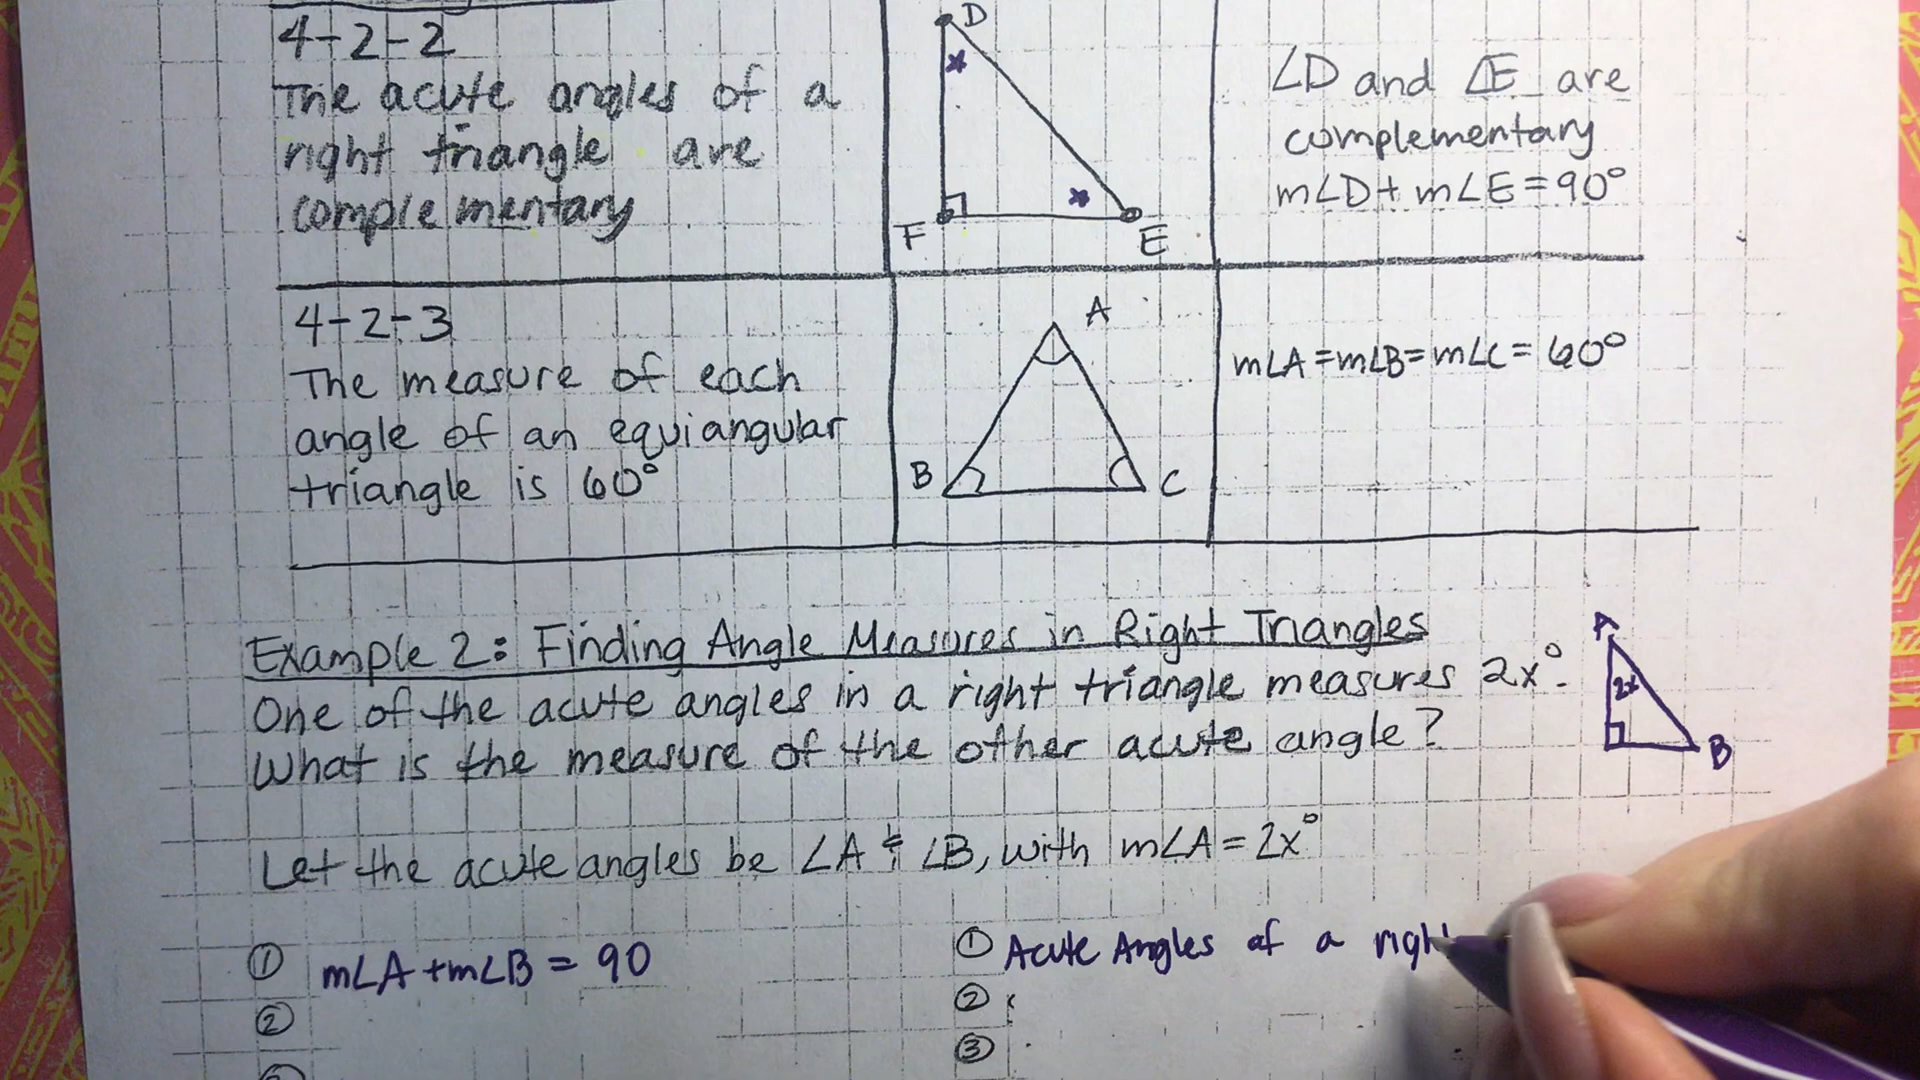 4-2-2
The acute angles of a
right triangle are
complementary
D
F
E
∠D and ∠E are
complementary
m∠D + m∠E = 90°
4-2-3
The measure of each
angle of an equiangular
triangle is 60°
A
B
C
m∠A = m∠B = m∠C = 60°
Example 2: Finding Angle Measures in Right Triangles
One of the acute angles in a right triangle measures 2x°.
What is the measure of the other acute angle?
A
2x
B
Let the acute angles be ∠A & ∠B, with m∠A = 2x°
① m∠A + m∠B = 90
②
① Acute Angles of a right
②
③